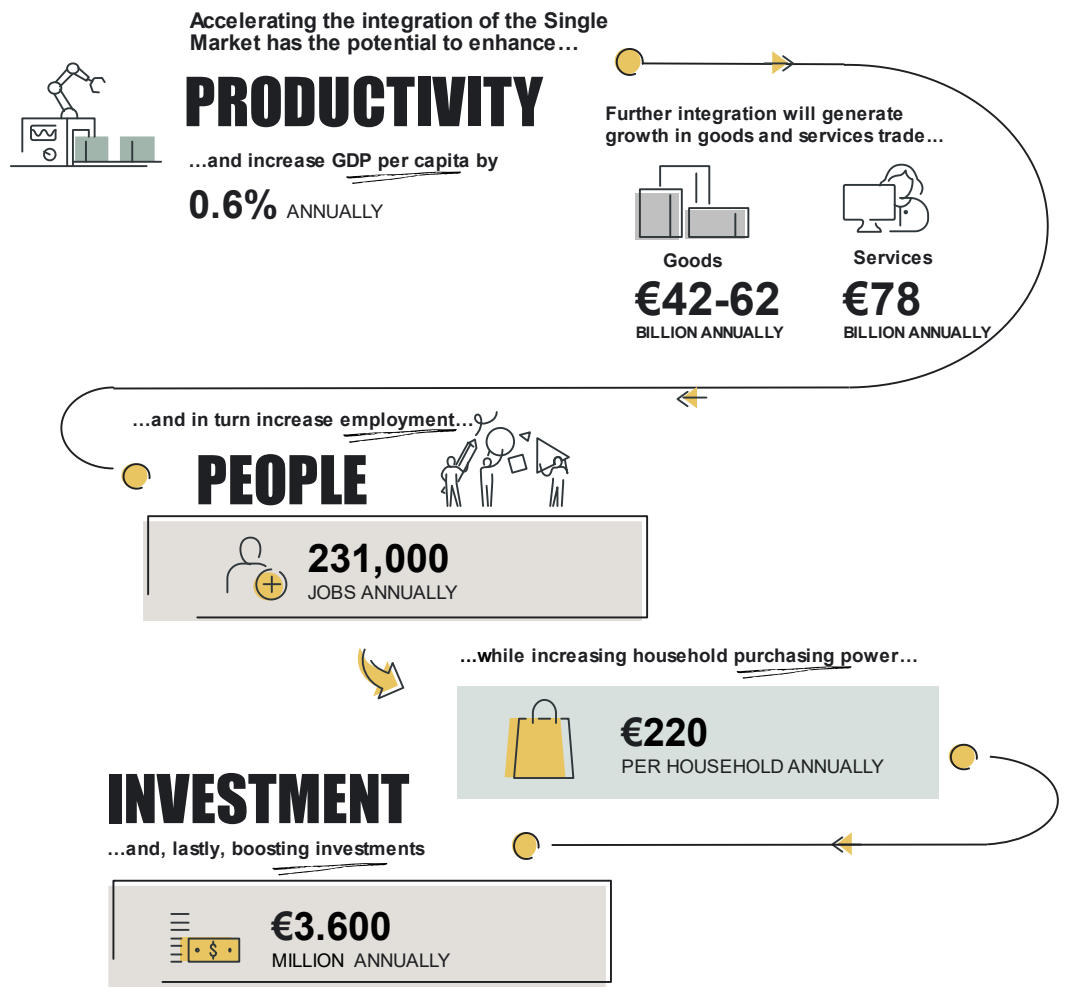 Accelerating the integration of the Single
Market has the potential to enhance…
PRODUCTIVITY
…and increase GDP per capita by
0.6% ANNUALLY
Further integration will generate
growth in goods and services trade…
Goods
€42-62
BILLION ANNUALLY
Services
€78
BILLION ANNUALLY
…and in turn increase employment…
PEOPLE
231,000
JOBS ANNUALLY
…while increasing household purchasing power…
€220
PER HOUSEHOLD ANNUALLY
INVESTMENT
…and, lastly, boosting investments
$
€3.600
MILLION ANNUALLY